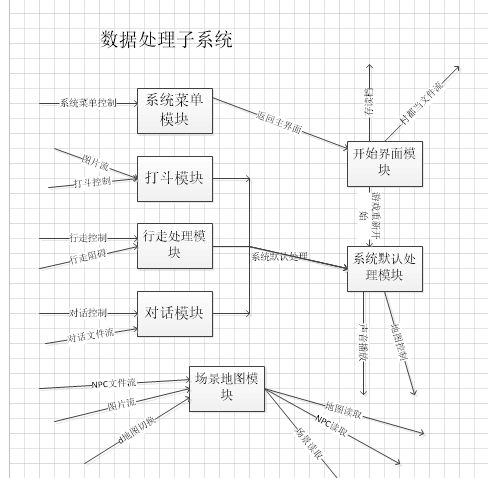 数据处理子系统
系统菜单控制
系统菜单
模块
返回主界面
开始界面模
块
图片流
打斗控制
打斗模块
行走控制
行走阻碍
行走处理模
块
系统默认处理
游戏重新开
始
系统默认处
理模块
对话控制
对话文件流
对话模块
声音播放
地图控制
NPC文件流
图片流
d地图切换
场景地图模
块
地图读取
NPC读取
场景读取